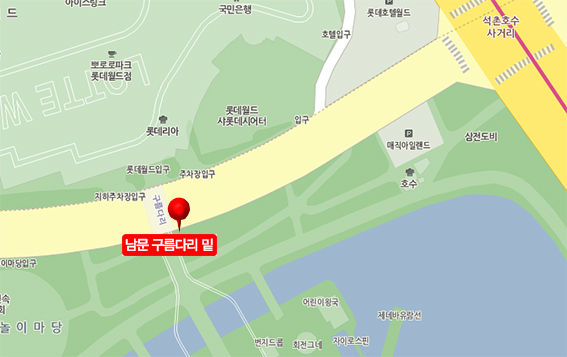 아이스링크
국민은행
롯데호텔월드
드
석촌호수
사거리
호텔입구
뽀로로파크
롯데월드점
LOTTE W
롯데월드
샤롯데시어터
입구
롯데리아
삼전도비
P
매직아일랜드
롯데월드입구
주차장입구
호수
지하주차장입구
구름다리
남문 구름다리 밑
이마당입구
어린이왕국
속
회
제네바유람선
놀이마당
번지드롭
회전그네
자이로스핀